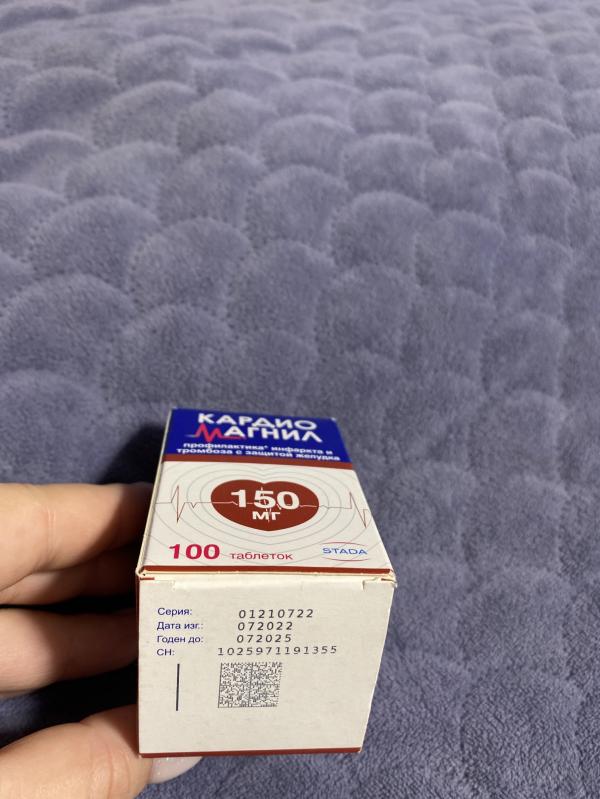 КАРДИО
МАГНИЛ
профилактика* инфаркта и
тромбоза с защитой желудка
150
МГ
100 таблеток
STADA
Серия: 01210722
Дата изг.: 072022
Годен до: 072025
СН: 1025971191355